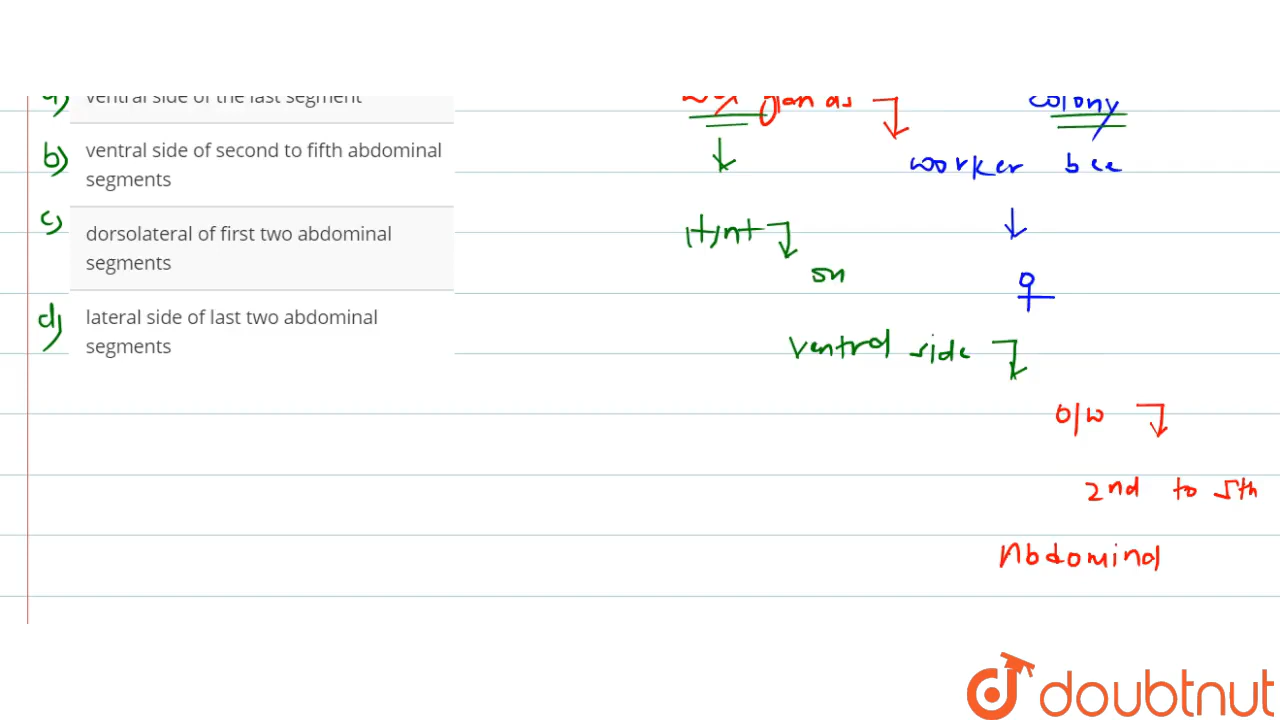 a) ventral side of the last segment
b) ventral side of second to fifth abdominal
segments
c) dorsolateral of first two abdominal
segments
d) lateral side of last two abdominal
segments
wax glands
colony
worker bee
on
ventral side
o/w
2nd to 5th
Abdominal
doubtnut